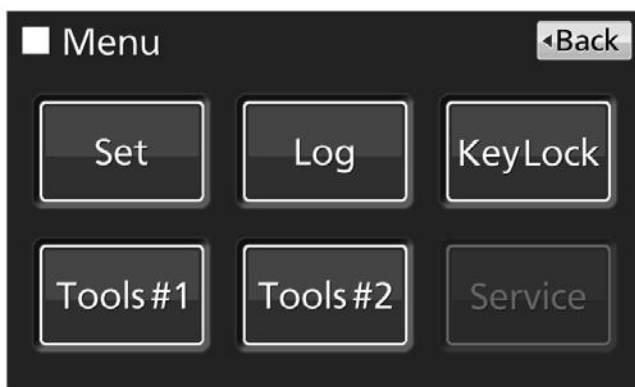 Menu
◂Back
Set
Log
KeyLock
Tools#1
Tools#2
Service